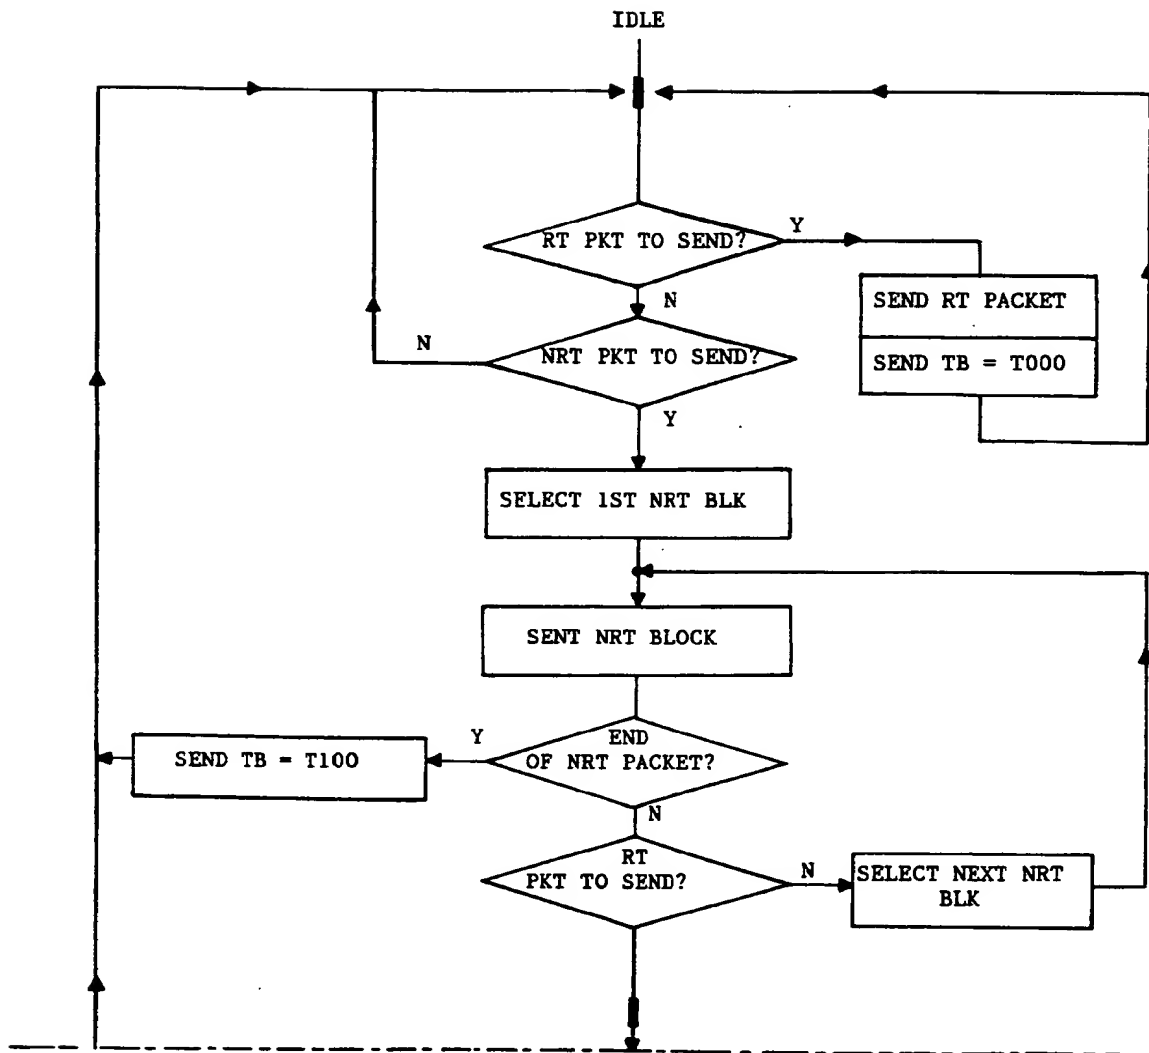 IDLE
RT PKT TO SEND?
Y
N
SEND RT PACKET
SEND TB = T000
NRT PKT TO SEND?
N
Y
SELECT 1ST NRT BLK
SENT NRT BLOCK
END
OF NRT PACKET?
Y
SEND TB = T100
N
RT
PKT TO SEND?
N
SELECT NEXT NRT
BLK